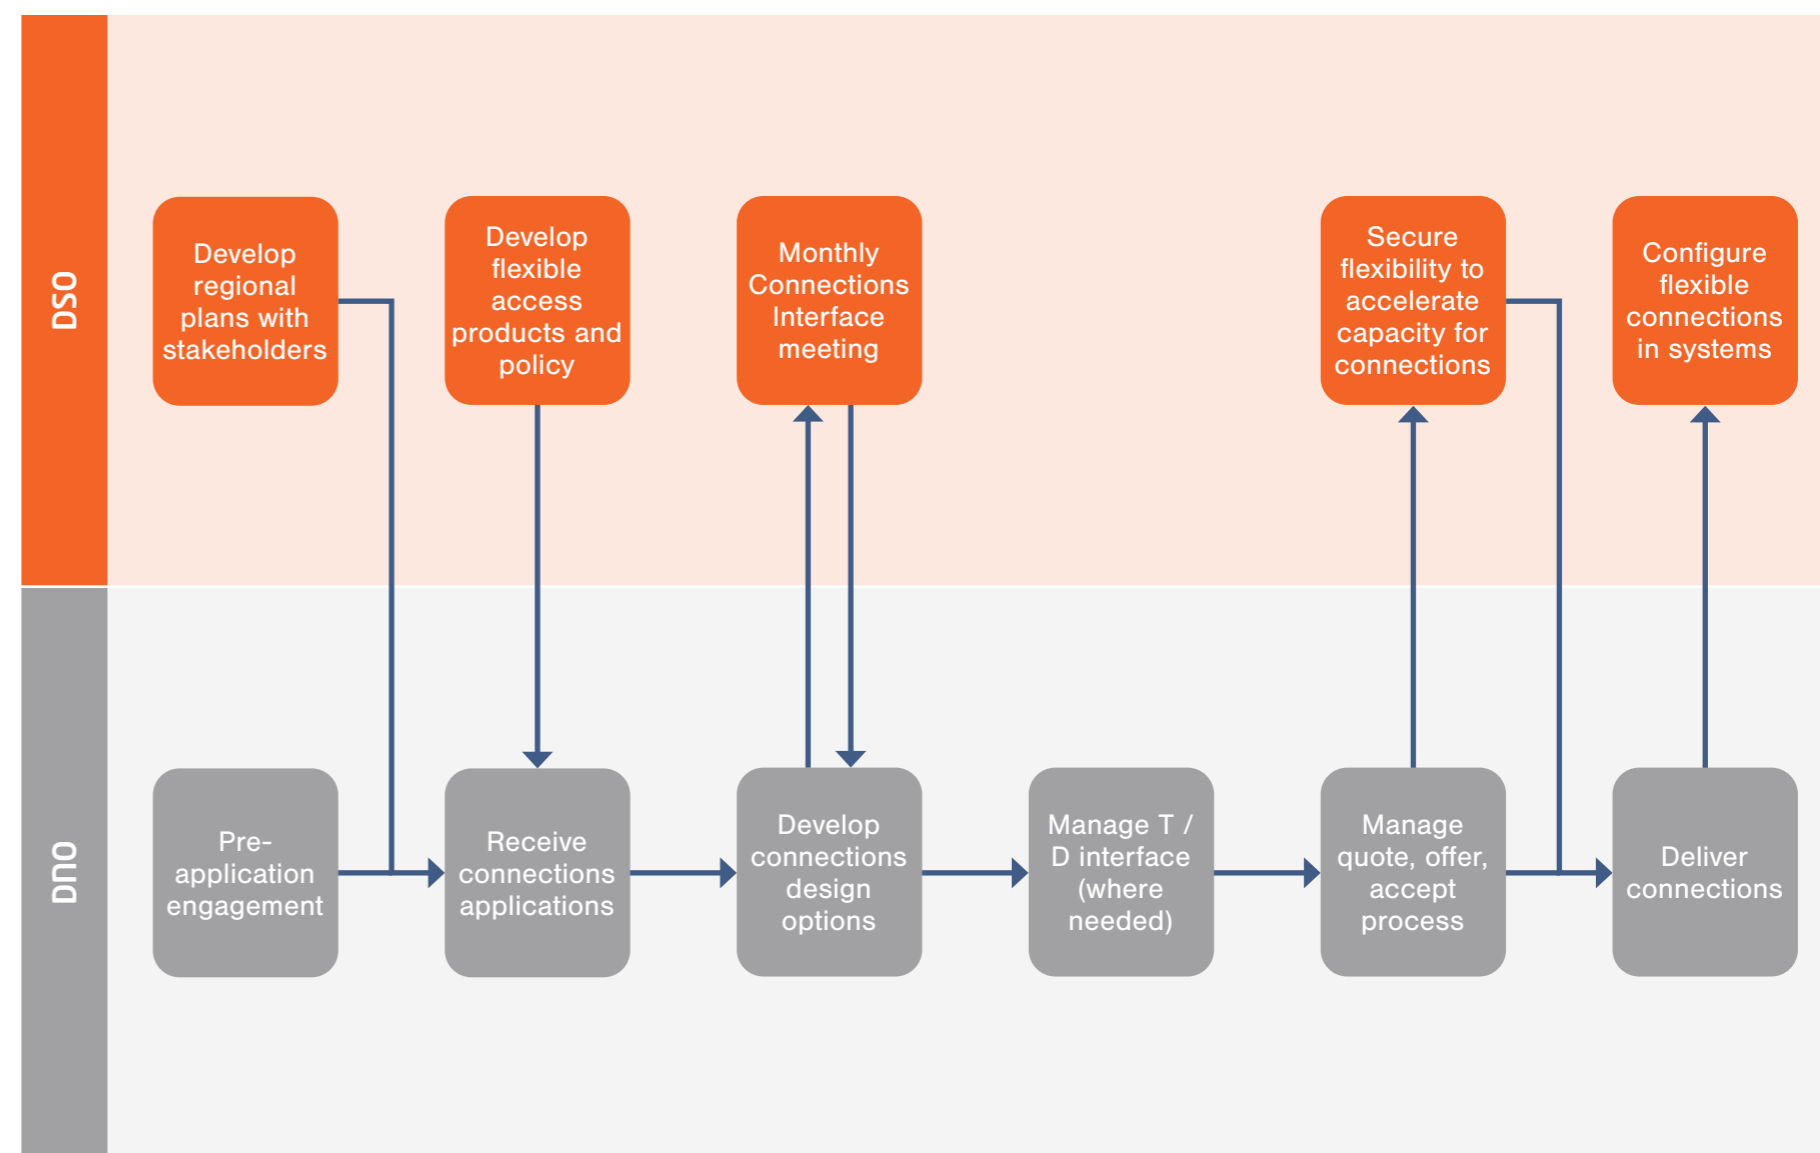 DSO
Develop
regional
plans with
stakeholders
Develop
flexible
access
products and
policy
Monthly
Connections
Interface
meeting
Secure
flexibility to
accelerate
capacity for
connections
Configure
flexible
connections
in systems
DNO
Pre-
application
engagement
Receive
connections
applications
Develop
connections
design
options
Manage T /
D interface
(where
needed)
Manage
quote, offer,
accept
process
Deliver
connections